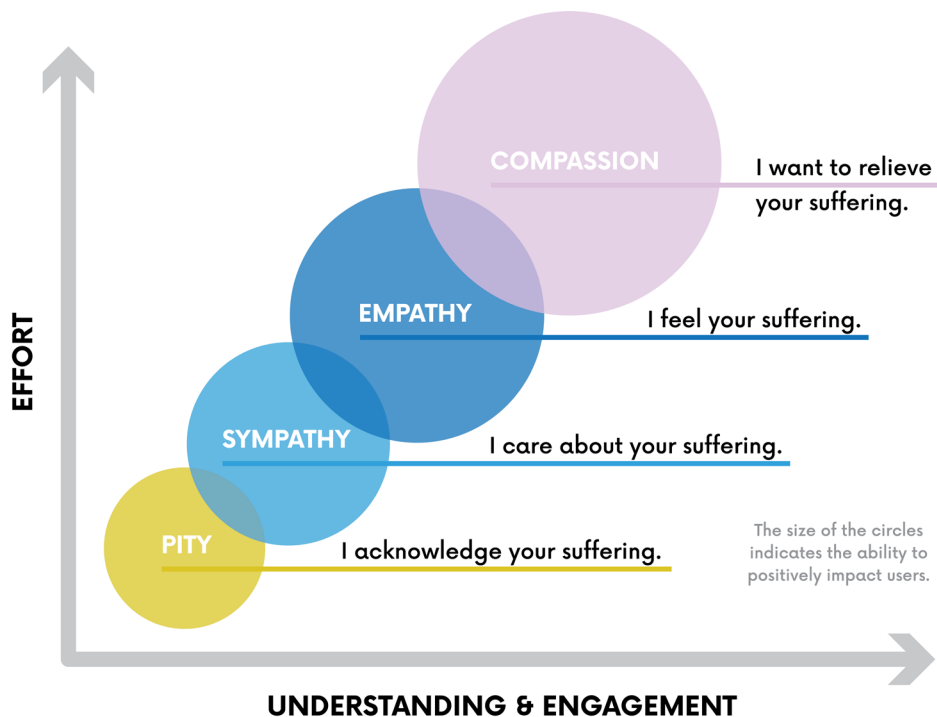 COMPASSION
I want to relieve
your suffering.
EMPATHY
I feel your suffering.
SYMPATHY
I care about your suffering.
PITY
I acknowledge your suffering.
The size of the circles
indicates the ability to
positively impact users.
EFFORT
UNDERSTANDING & ENGAGEMENT